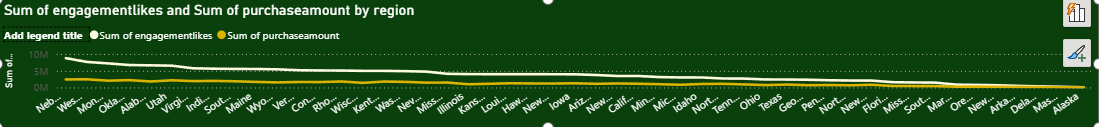 Sum of engagementlikes and Sum of purchaseamount by region
Add legend title Sum of engagementlikes Sum of purchaseamount
Sum of...
10M
5M
0M
Neb... Wes... Mon... Okla... Alab... Utah Virgi... Indi... Sout... Maine Wyo... Ver... Con... Rho... Wisc... Kent... Was... Nev... Miss... Illinois Kans... Loui... Haw... New... Iowa Ariz... New... Calif... Min... Mic... Idaho Nort... Tenn... Ohio Texas Geo... Pen... Nort... New... Flori... Miss... Sout... Mar... Ore... New... Arka... Dela... Mas... Alaska